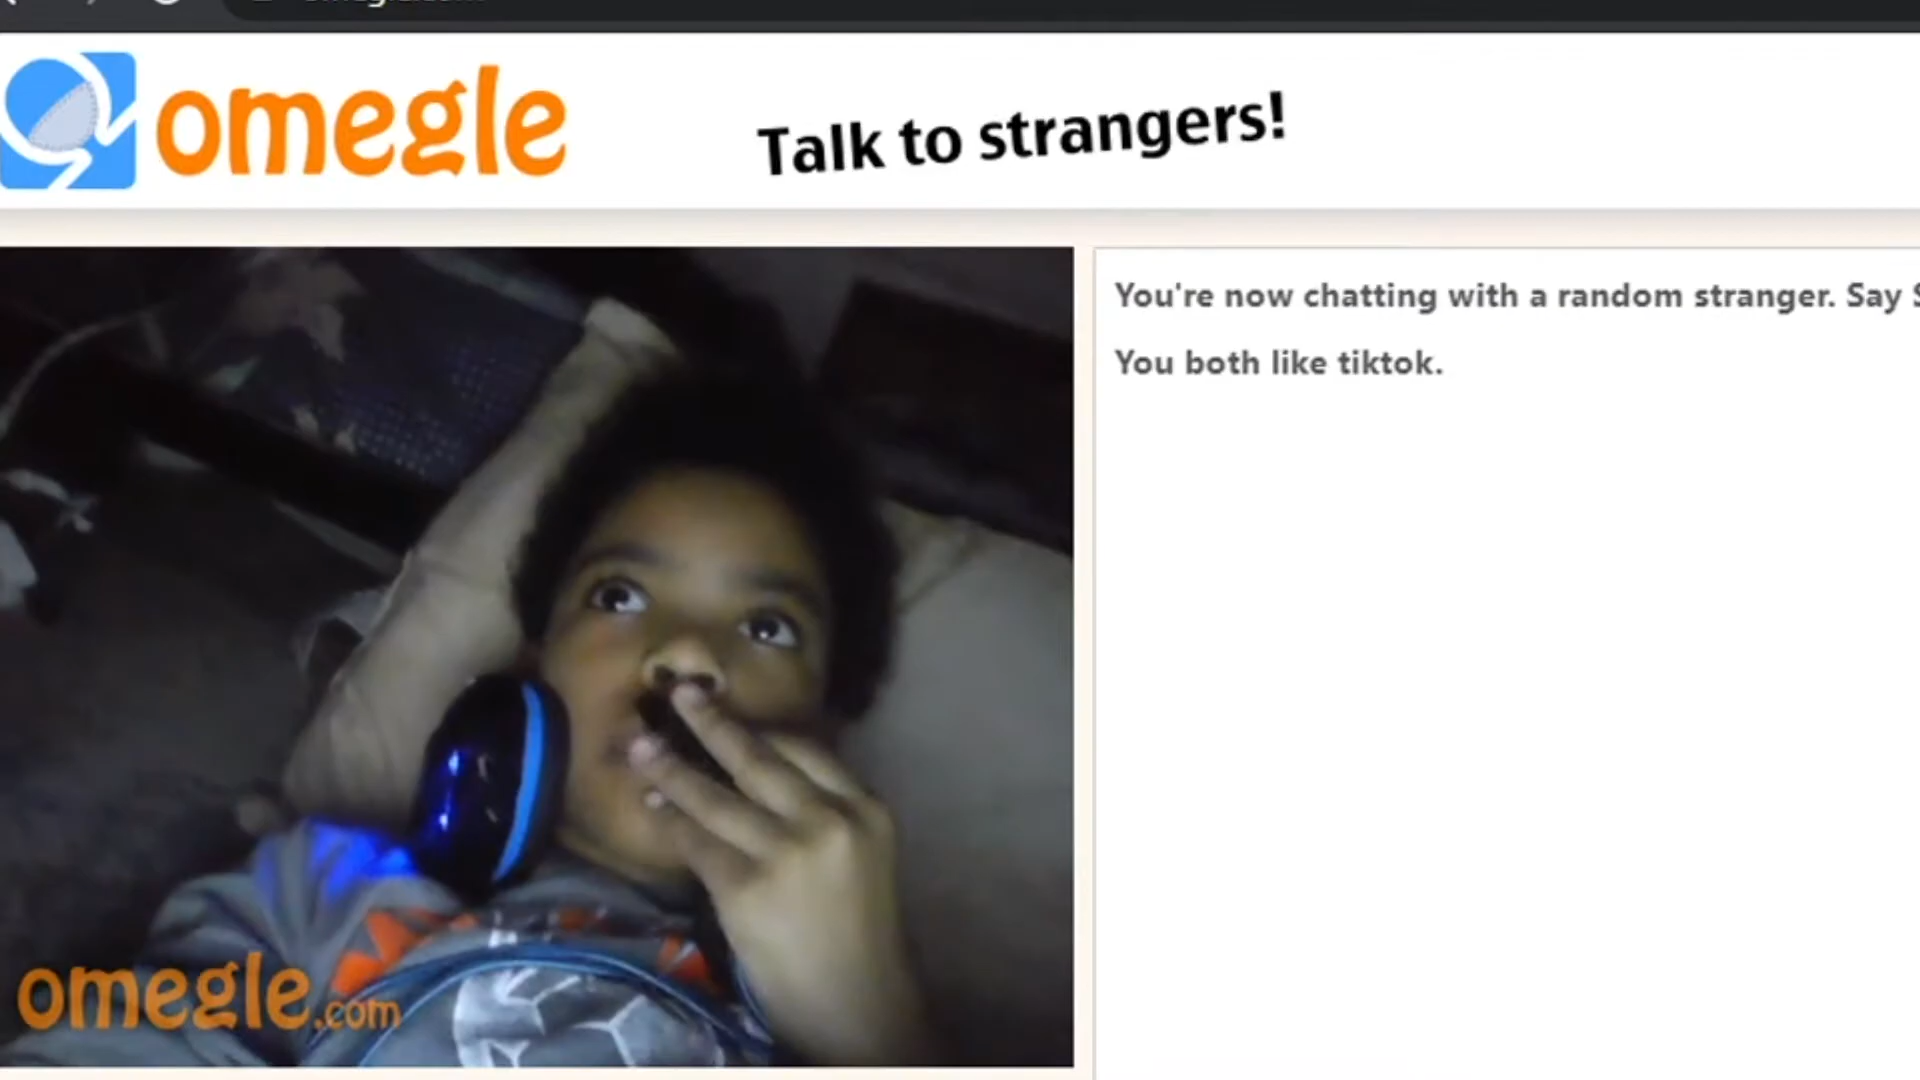 omegle
Talk to strangers!
You're now chatting with a random stranger. Say
You both like tiktok.
omegle.com